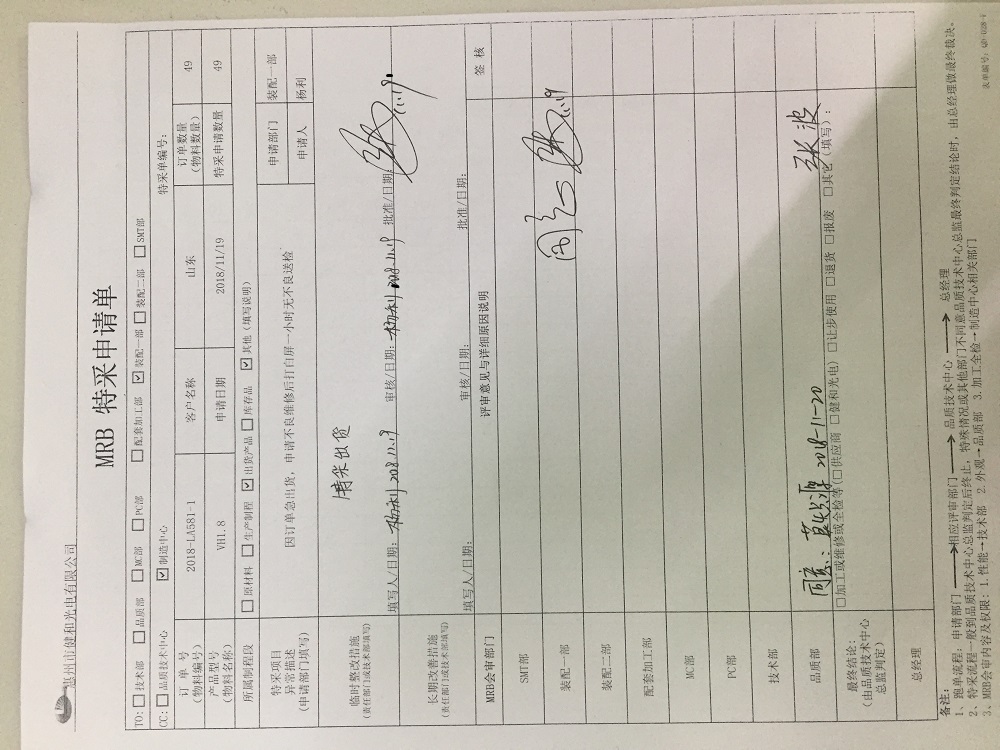 惠州市健和光电有限公司
MRB 特采申请单
TO: □技术部 □品质部 □MC部 □PC部 □配套加工部 ☑装配一部 □装配二部 □SMT部
CC: □品质技术中心 ☑制造中心 特采单编号:
订 单 号 (物料编号) 2018-LA581-1 客户名称 山东 订单数量 (物料数量) 49
产品型号 (物料名称) VH1.8 申请日期 2018/11/19 特采申请数量 49
所属制程段 □原材料 □生产制程 ☑出货产品 □库存品 ☑其他(填写说明) 申请部门 装配一部
特采项目 异常描述 (申请部门填写) 因订单急出货，申请不良维修后打白屏一小时无不良送检 申请人 杨利
临时整改措施 (责任部门或技术部填写) 特采出货
填写人/日期: 杨利 2018.11.19 审核/日期: 杨利 2018.11.19 批准/日期: 11.19
长期改善措施 (责任部门或技术部填写)
填写人/日期: 审核/日期: 批准/日期:
MRB会审部门 评审意见与详细原因说明 签 核
SMT部
装配一部 同意 11.19
装配二部
配套加工部
MC部
PC部
技术部
品质部 同意 2018-11-20 张波
最终结论: (由品质技术中心总监判定) □加工或维修或全检等(□供应商 □健和光电) □让步使用 □退货 □报废 □其它(填写):
总经理
备注:
1、跑单流程: 申请部门→相应评审部门→品质技术中心→总经理
2、特采流程一般到品质技术中心总监判定后终止，特殊情况或其他部门不同意品质技术中心总监最终判定结论时，由总经理做最终裁决。
3、MRB会审内容及权限: 1.性能→技术部 2.外观→品质部 3.加工全检→制造中心相关部门
表单编号: QD-028-1